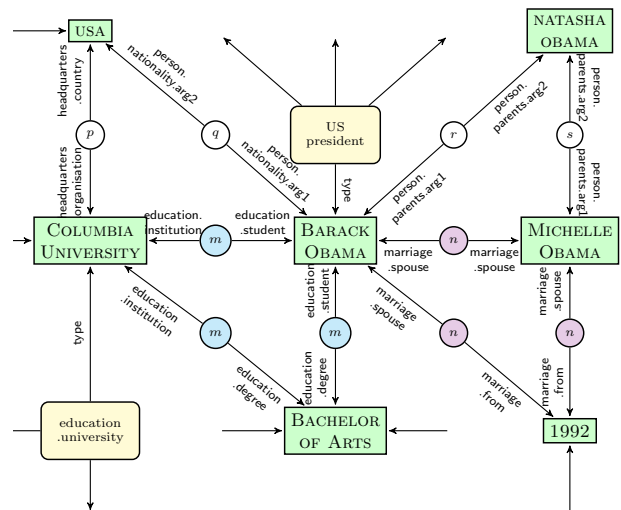 USA
NATASHA
OBAMA
headquarters
.country
person.
nationality.arg2
person.
parents.arg2
person.
parents.arg2
US
president
p
q
r
s
headquarters
organisation
person.
nationality.arg1
type
person.
parents.arg1
person.
parents.arg1
COLUMBIA
UNIVERSITY
education.
institution
m
education
.student
BARACK
OBAMA
marriage
.spouse
n
marriage
.spouse
MICHELLE
OBAMA
education
.institution
education
.student
marriage
.spouse
marriage
.spouse
type
m
m
n
n
education
.degree
education
.degree
marriage
.from
marriage
.from
education
.university
BACHELOR
OF ARTS
1992